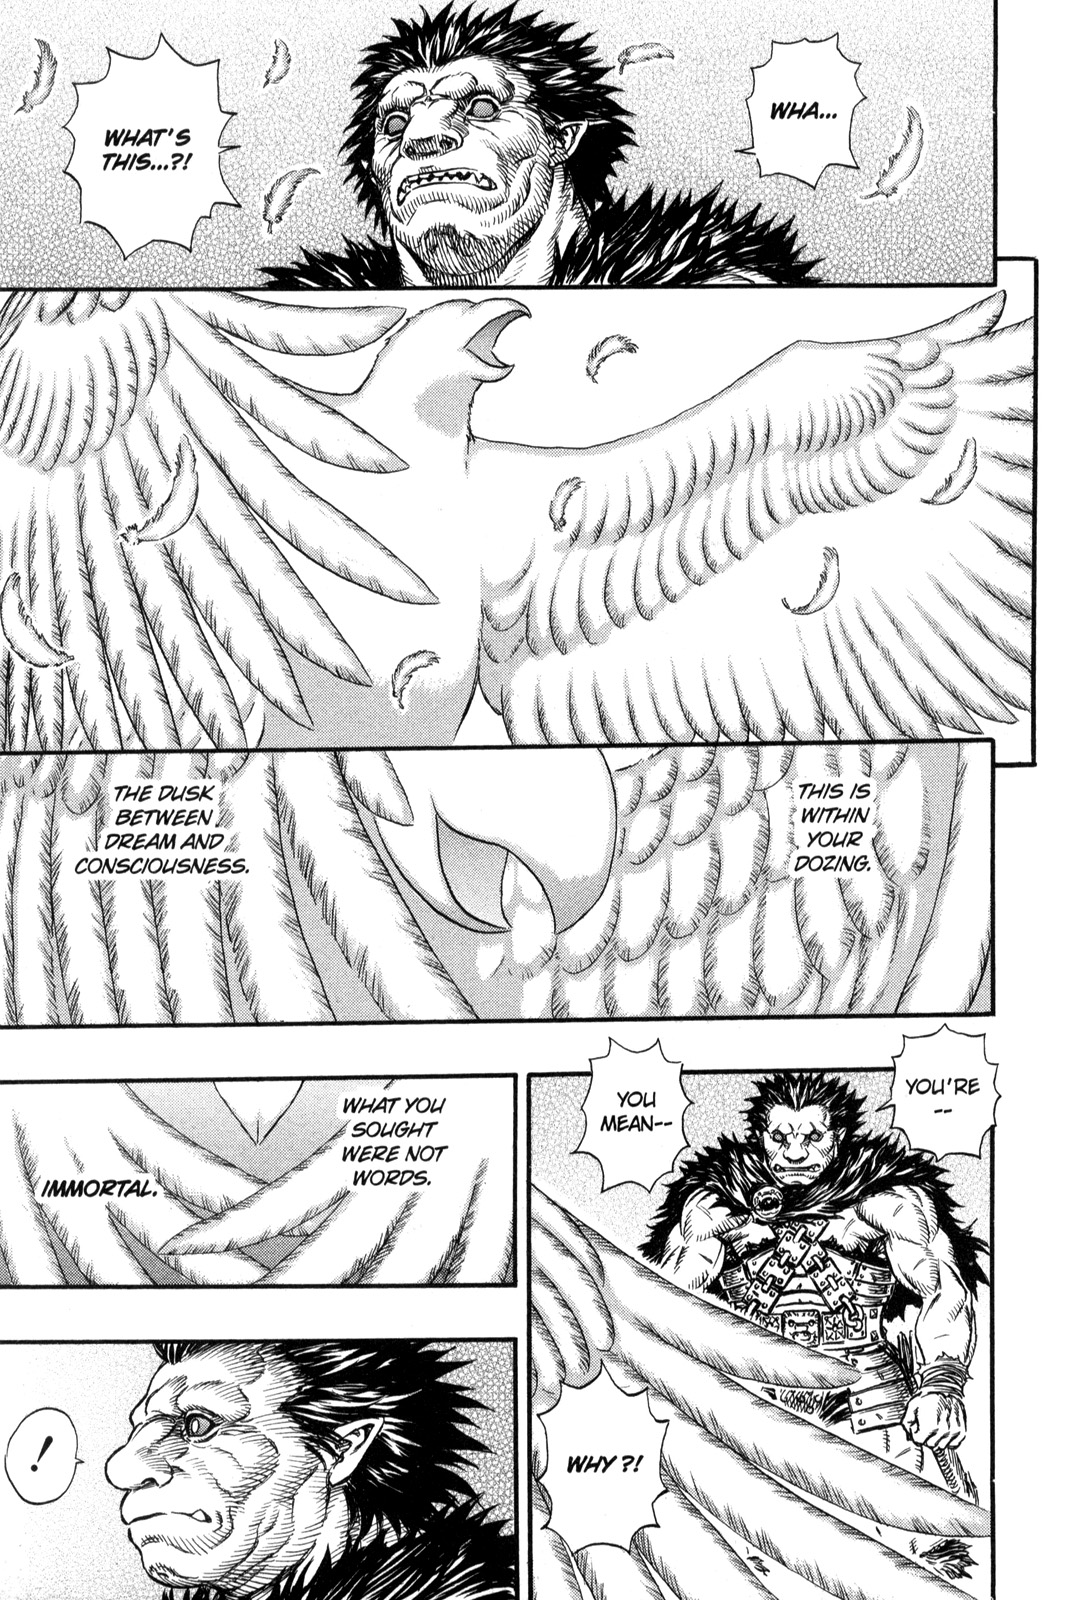 WHA...
WHAT'S
THIS...?!
THIS IS
WITHIN
YOUR
DOZING.
THE DUSK
BETWEEN
DREAM AND
CONSCIOUSNESS.
YOU'RE
--
YOU
MEAN--
WHY ?!
WHAT YOU
SOUGHT
WERE NOT
WORDS.
IMMORTAL.
!